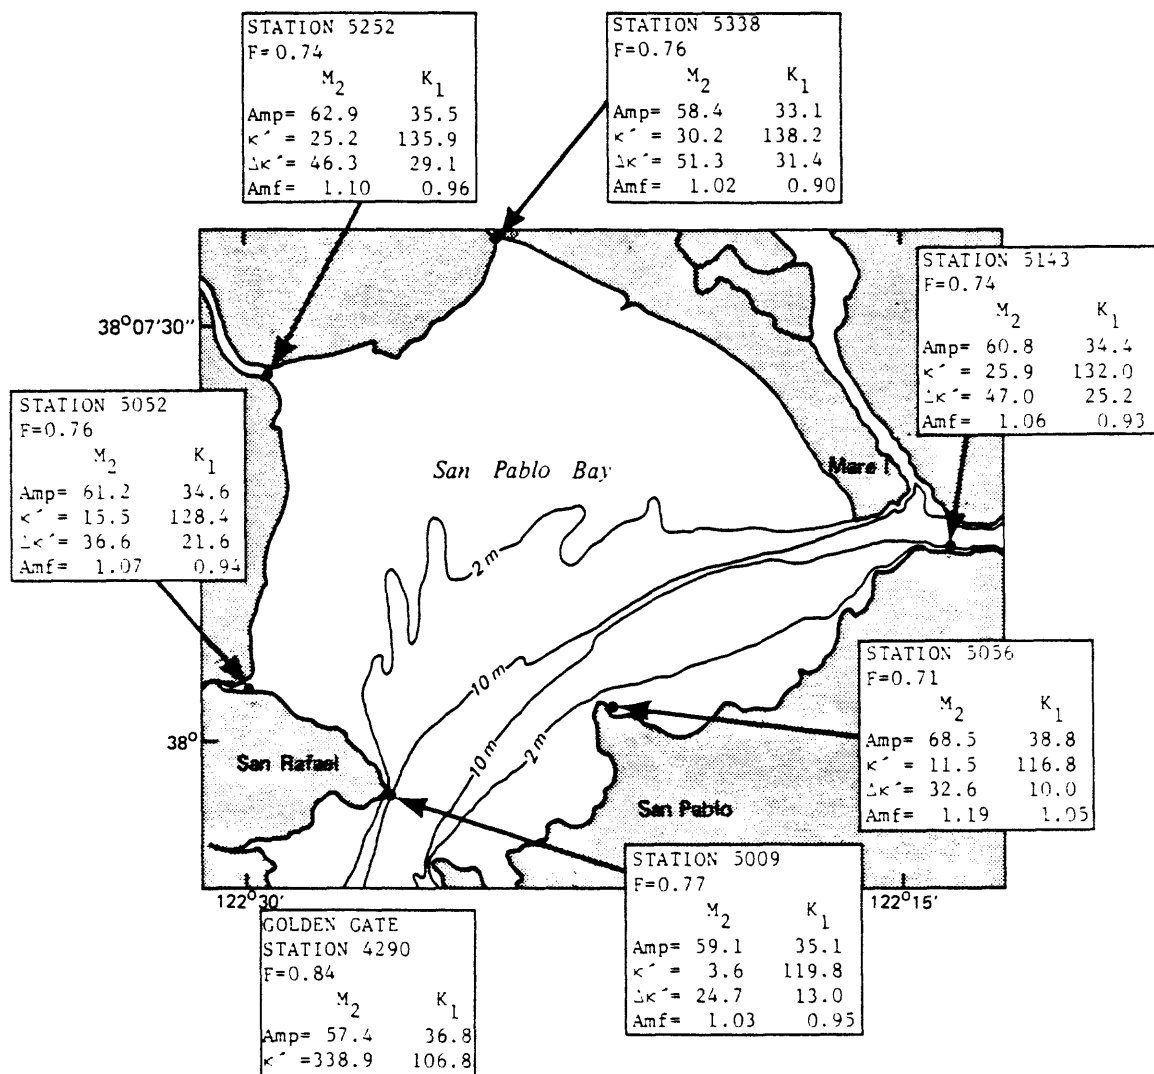 STATION 5252
F=0.74
M2 K1
Amp= 62.9 35.5
κ´ = 25.2 135.9
Δκ´= 46.3 29.1
Amf= 1.10 0.96
STATION 5338
F=0.76
M2 K1
Amp= 58.4 33.1
κ´ = 30.2 138.2
Δκ´= 51.3 31.4
Amf= 1.02 0.90
STATION 5143
F=0.74
M2 K1
Amp= 60.8 34.4
κ´ = 25.9 132.0
Δκ´= 47.0 25.2
Amf= 1.06 0.93
38°07'30"
STATION 5052
F=0.76
M2 K1
Amp= 61.2 34.6
κ´ = 15.5 128.4
Δκ´= 36.6 21.6
Amf= 1.07 0.94
San Pablo Bay
Mare I
2 m
10 m
10 m
2 m
STATION 5056
F=0.71
M2 K1
Amp= 68.5 38.8
κ´ = 11.5 116.8
Δκ´= 32.6 10.0
Amf= 1.19 1.05
38°
San Rafael
San Pablo
STATION 5009
F=0.77
M2 K1
Amp= 59.1 35.1
κ´ = 3.6 119.8
Δκ´= 24.7 13.0
Amf= 1.03 0.95
122°30'
122°15'
GOLDEN GATE
STATION 4290
F=0.84
M2 K1
Amp= 57.4 36.8
κ´ =338.9 106.8